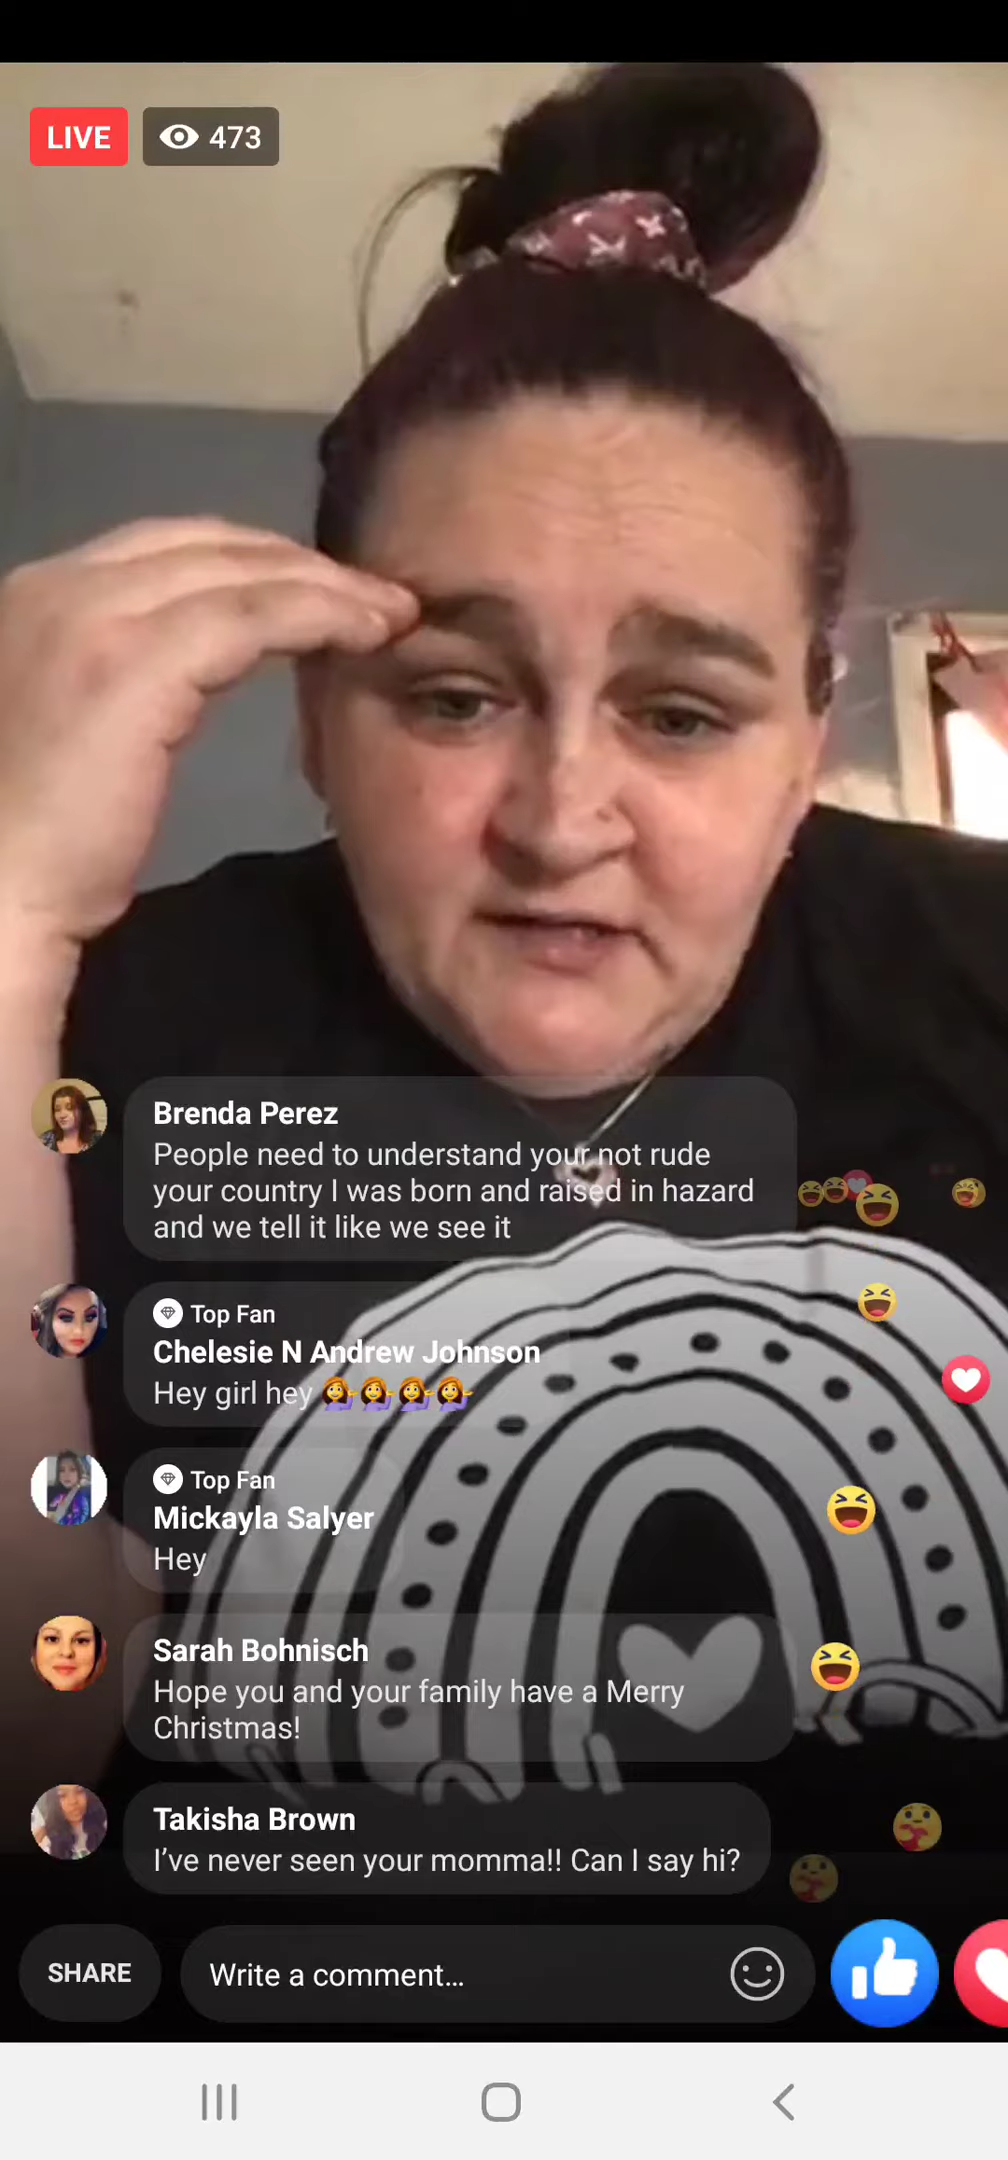 LIVE 473
Brenda Perez
People need to understand your not rude
your country I was born and raised in hazard
and we tell it like we see it
Top Fan
Chelesie N Andrew Johnson
Hey girl hey 💁‍♀️💁‍♀️💁‍♀️💁‍♀️
Top Fan
Mickayla Salyer
Hey
Sarah Bohnisch
Hope you and your family have a Merry
Christmas!
Takisha Brown
I've never seen your momma!! Can I say hi?
SHARE Write a comment...